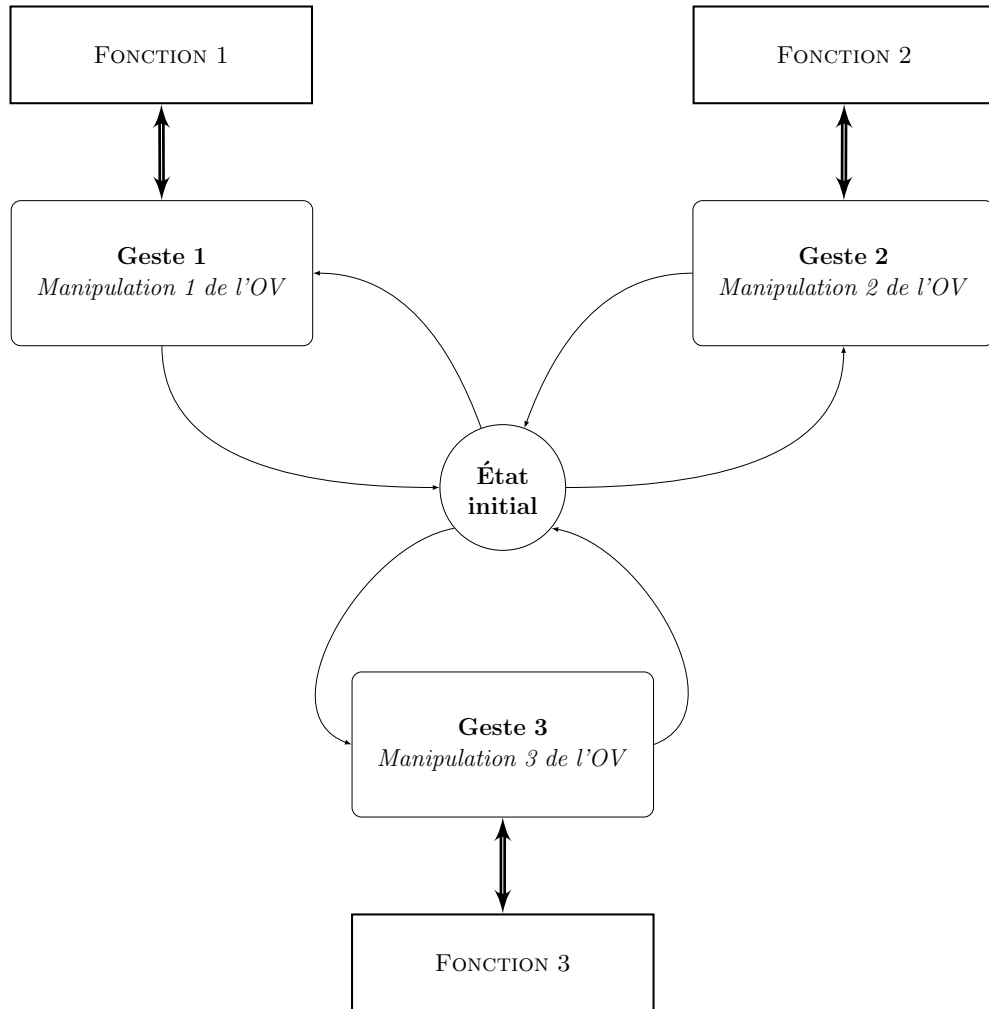 FONCTION 1
FONCTION 2
Geste 1
Manipulation 1 de l'OV
Geste 2
Manipulation 2 de l'OV
État
initial
Geste 3
Manipulation 3 de l'OV
FONCTION 3